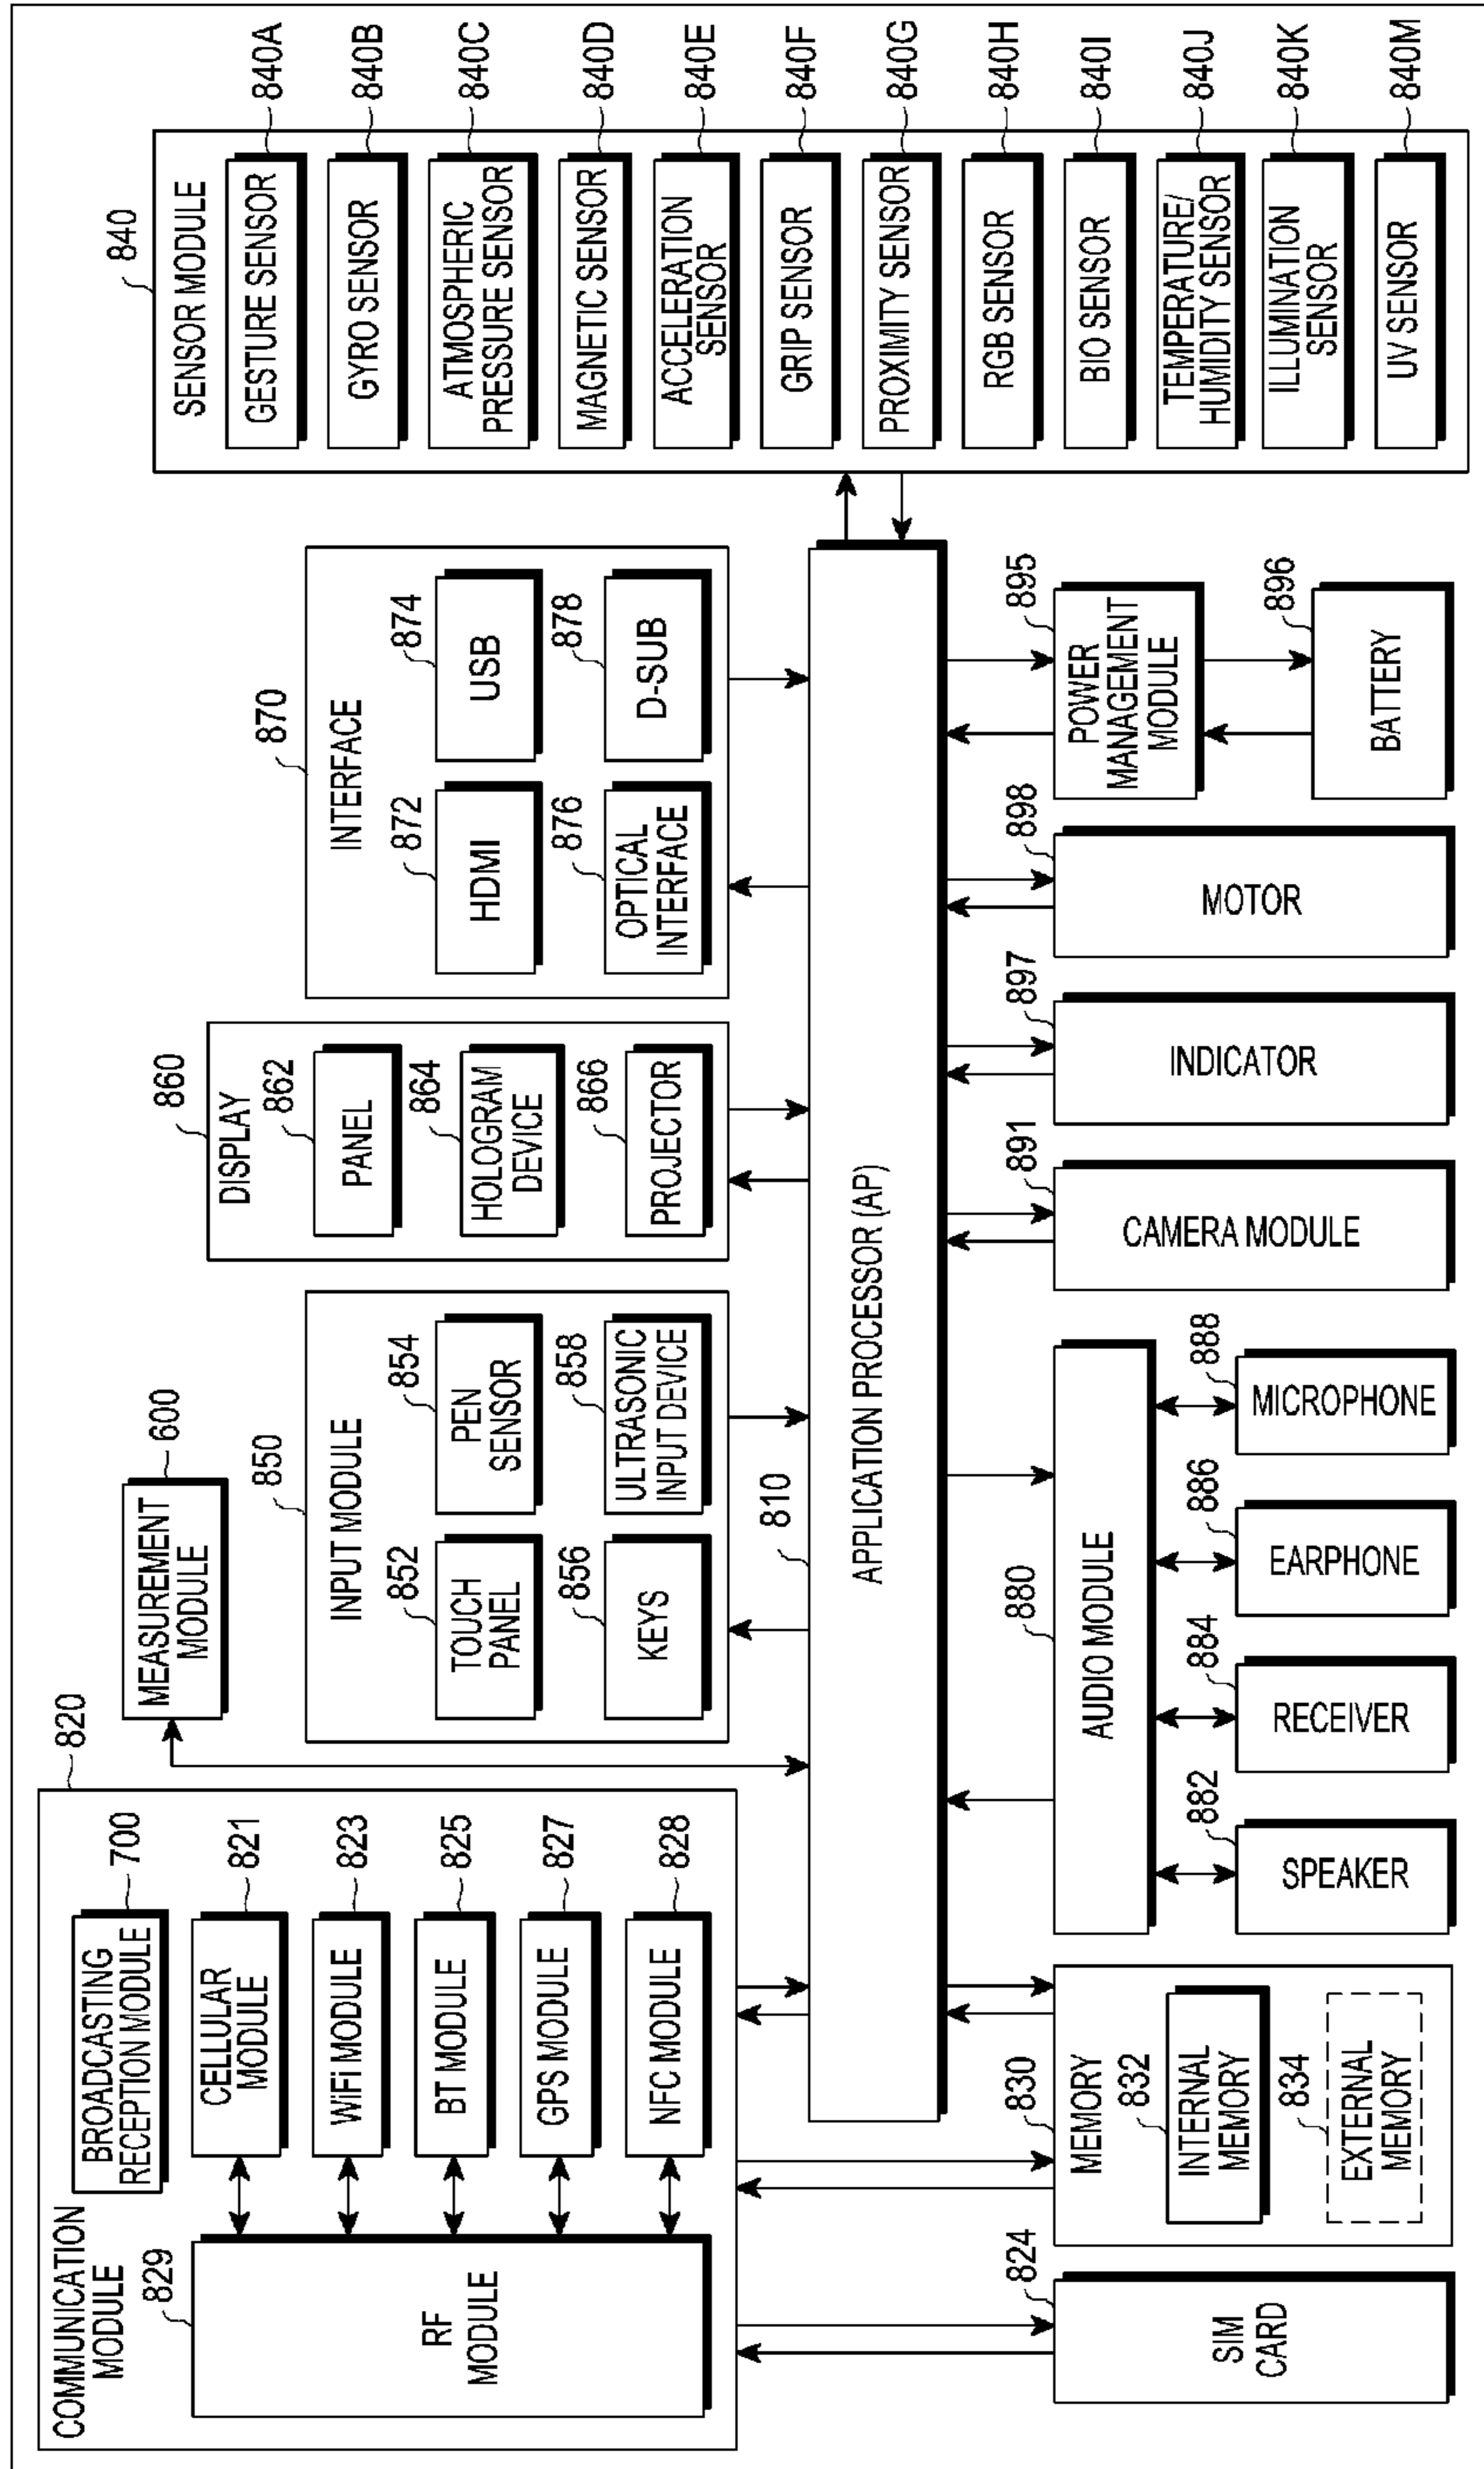 COMMUNICATION
MODULE
820
BROADCASTING
RECEPTION MODULE
700
829
RF
MODULE
CELLULAR
MODULE
821
WiFi MODULE
823
BT MODULE
825
GPS MODULE
827
NFC MODULE
828
MEASUREMENT
MODULE
600
850
INPUT MODULE
852
TOUCH
PANEL
854
PEN
SENSOR
856
KEYS
858
ULTRASONIC
INPUT DEVICE
860
DISPLAY
862
PANEL
864
HOLOGRAM
DEVICE
866
PROJECTOR
870
INTERFACE
872
HDMI
874
USB
876
OPTICAL
INTERFACE
878
D-SUB
840
SENSOR MODULE
GESTURE SENSOR
840A
GYRO SENSOR
840B
ATMOSPHERIC
PRESSURE SENSOR
840C
MAGNETIC SENSOR
840D
ACCELERATION
SENSOR
840E
GRIP SENSOR
840F
PROXIMITY SENSOR
840G
RGB SENSOR
840H
BIO SENSOR
840I
TEMPERATURE/
HUMIDITY SENSOR
840J
ILLUMINATION
SENSOR
840K
UV SENSOR
840M
810
APPLICATION PROCESSOR (AP)
824
SIM
CARD
830
MEMORY
832
INTERNAL
MEMORY
834
EXTERNAL
MEMORY
880
AUDIO MODULE
882
SPEAKER
884
RECEIVER
886
EARPHONE
888
MICROPHONE
891
CAMERA MODULE
897
INDICATOR
898
MOTOR
895
POWER
MANAGEMENT
MODULE
896
BATTERY